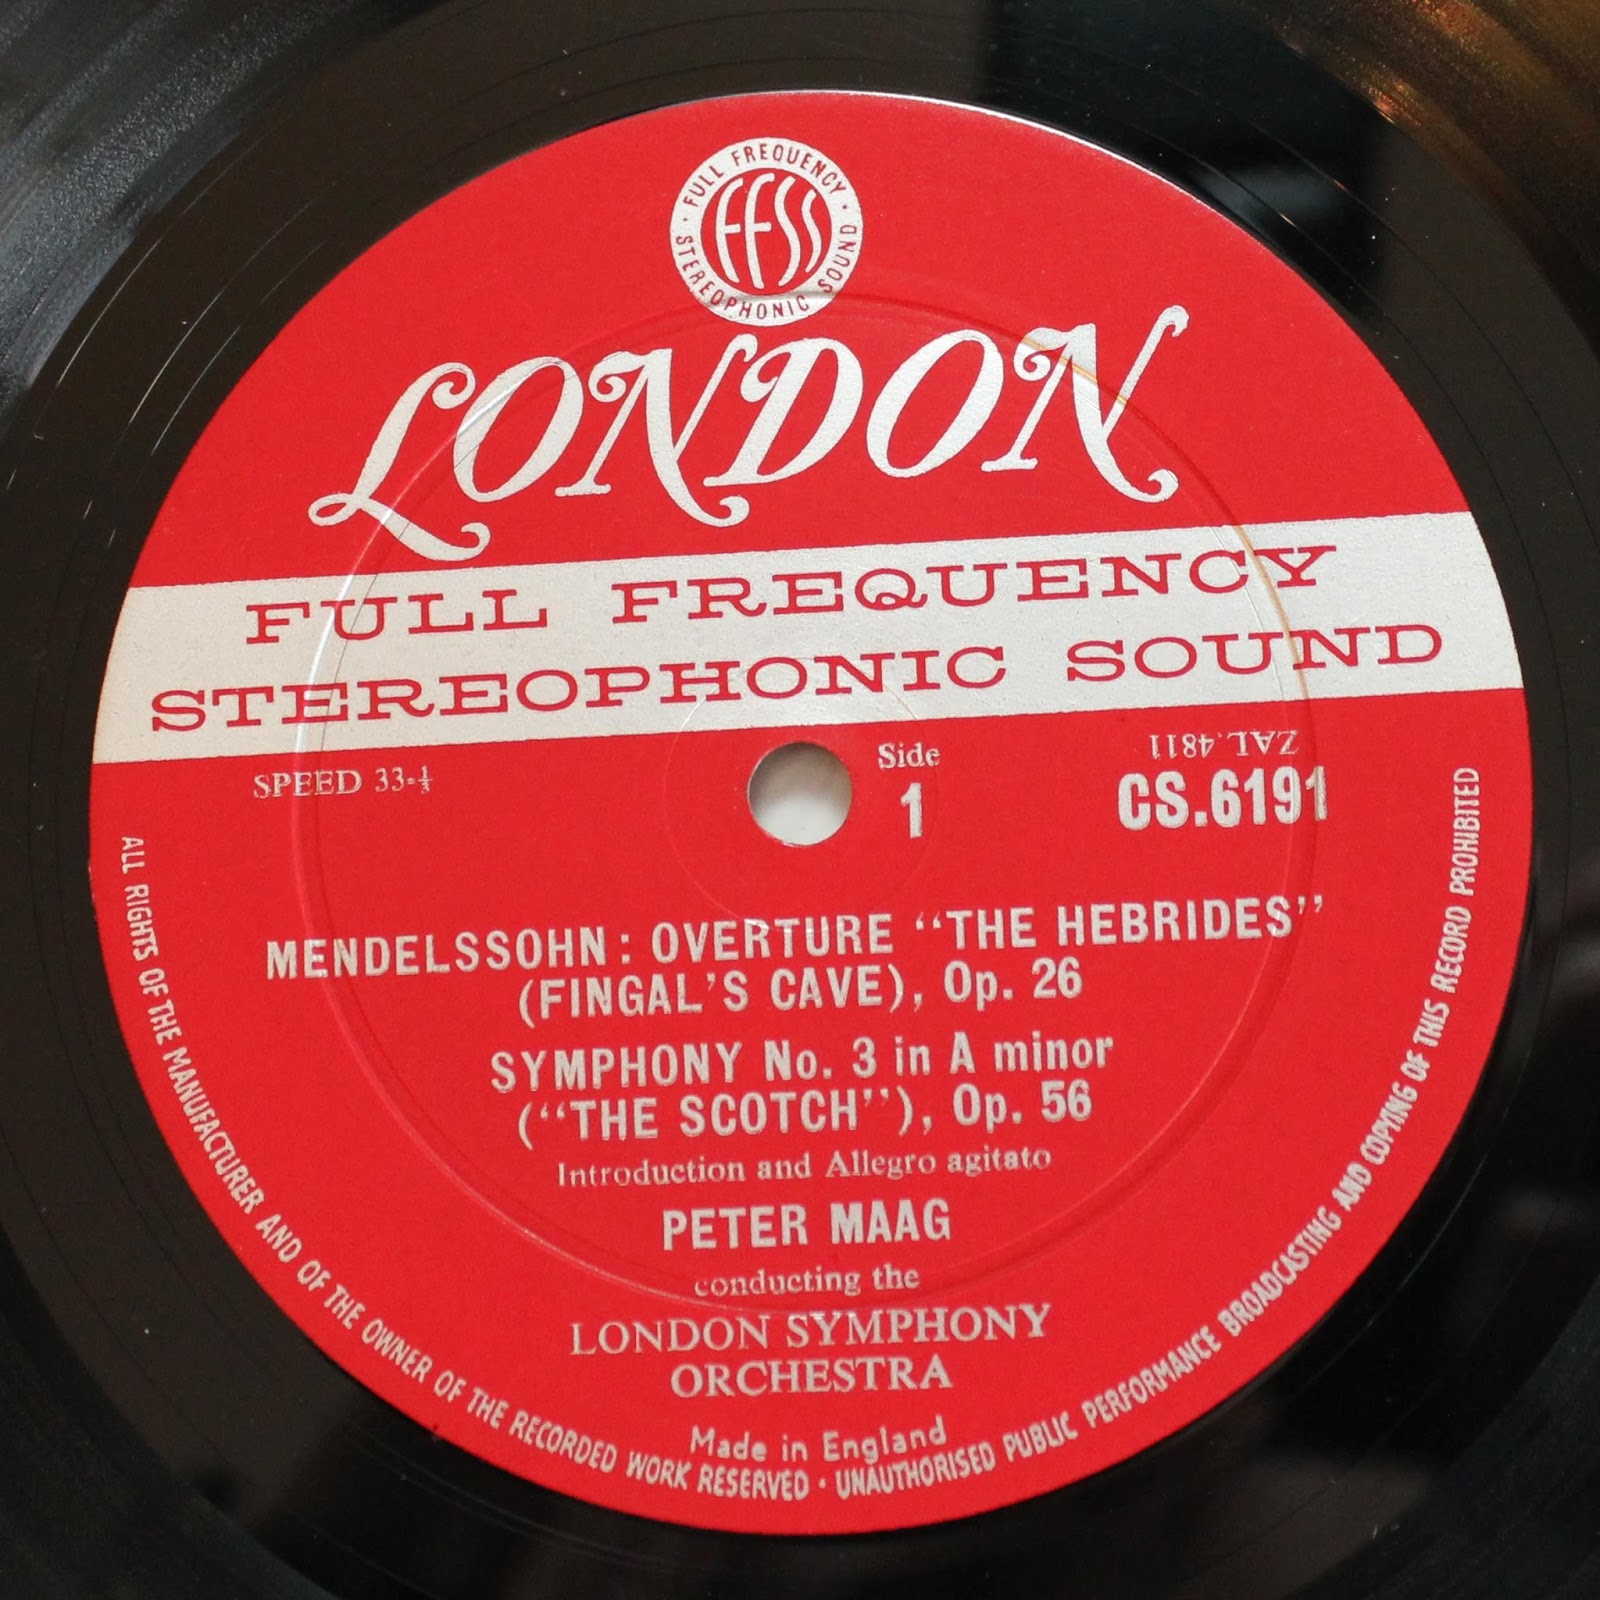 FULL FREQUENCY
STEREOPHONIC SOUND
FFSS
LONDON
FULL FREQUENCY
STEREOPHONIC SOUND
SPEED 33-⅓
Side
1
ZAL.4811
CS.6191
MENDELSSOHN: OVERTURE “THE HEBRIDES”
(FINGAL'S CAVE), Op. 26
SYMPHONY No. 3 in A minor
(“THE SCOTCH”), Op. 56
Introduction and Allegro agitato
PETER MAAG
conducting the
LONDON SYMPHONY
ORCHESTRA
Made in England
ALL RIGHTS OF THE MANUFACTURER AND OF THE OWNER OF THE RECORDED WORK RESERVED · UNAUTHORISED PUBLIC PERFORMANCE BROADCASTING AND COPYING OF THIS RECORD PROHIBITED